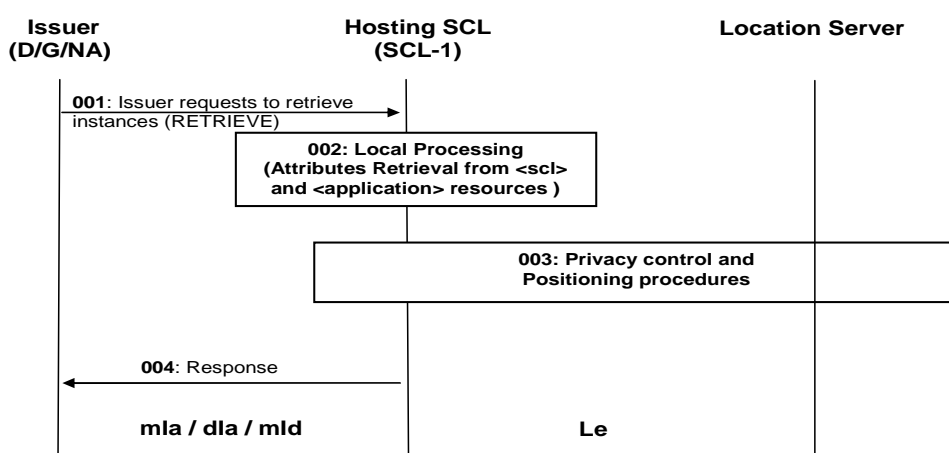 Issuer
(D/G/NA)
Hosting SCL
(SCL-1)
Location Server
001: Issuer requests to retrieve
instances (RETRIEVE)
002: Local Processing
(Attributes Retrieval from <scl>
and <application> resources )
003: Privacy control and
Positioning procedures
004: Response
mIa / dIa / mId
Le